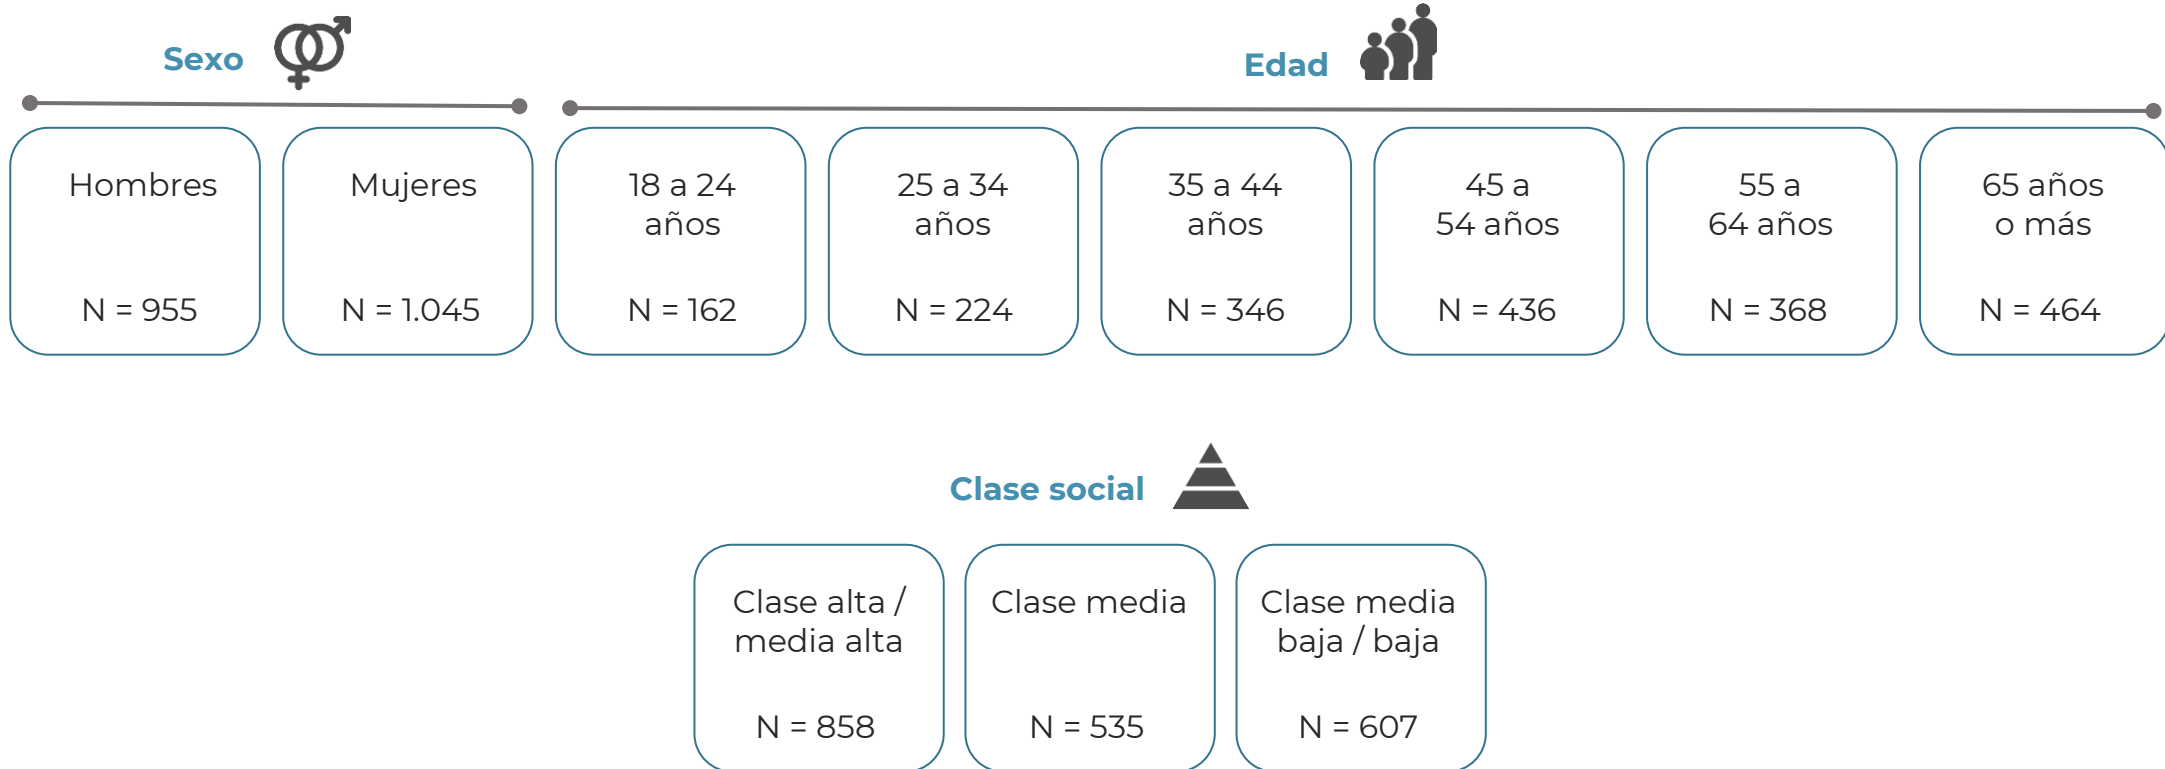 Sexo
Edad
Hombres
N = 955
Mujeres
N = 1.045
18 a 24
años
N = 162
25 a 34
años
N = 224
35 a 44
años
N = 346
45 a
54 años
N = 436
55 a
64 años
N = 368
65 años
o más
N = 464
Clase social
Clase alta /
media alta
N = 858
Clase media
N = 535
Clase media
baja / baja
N = 607